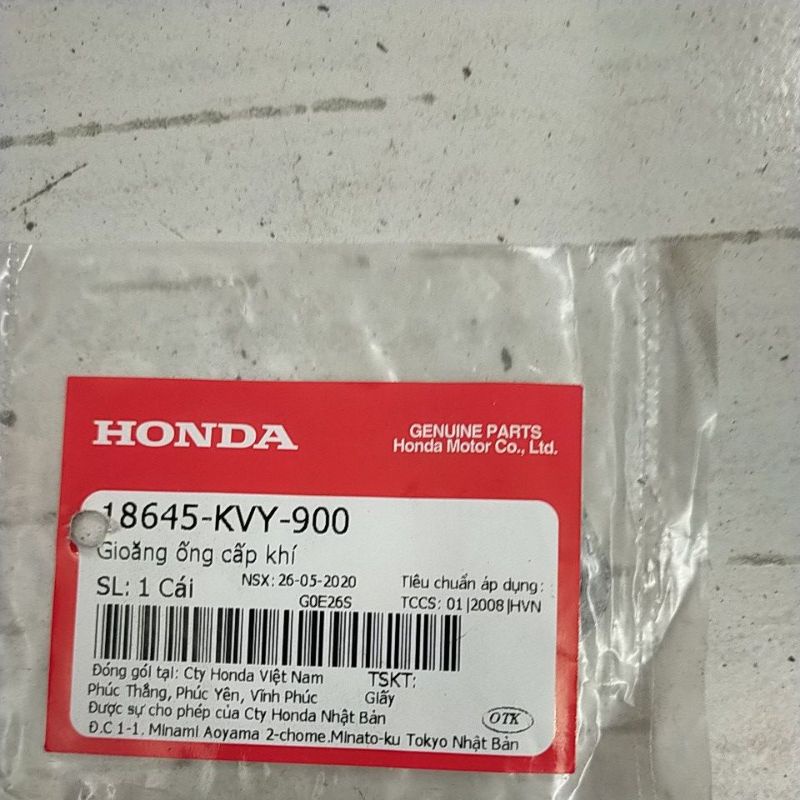 HONDA
GENUINE PARTS
Honda Motor Co., Ltd.
18645-KVY-900
Gioăng ống cấp khí
SL: 1 Cái
NSX: 26-05-2020
G0E26S
Tiêu chuẩn áp dụng:
TCCS: 01|2008|HVN
Đóng gói tại: Cty Honda Việt Nam
Phúc Thắng, Phúc Yên, Vĩnh Phúc
TSKT:
Giấy
Được sự cho phép của Cty Honda Nhật Bản
Đ.C 1-1, Minami Aoyama 2-chome.Minato-ku Tokyo Nhật Bản
OTK